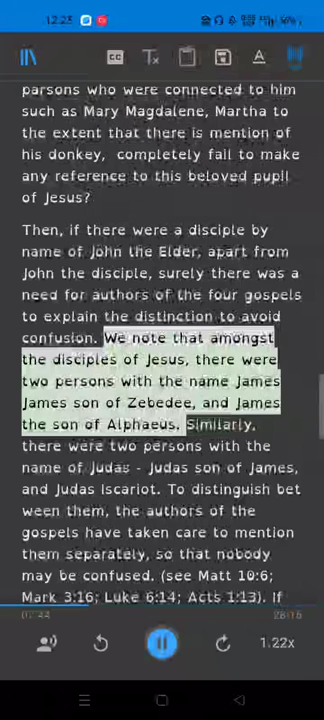 12:23
CC
parsons who were connected to him
such as Mary Magdalene, Martha to
the extent that there is mention of
his donkey, completely fail to make
any reference to this beloved pupil
of Jesus?
Then, if there were a disciple by
name of John the Elder, apart from
John the disciple, surely there was a
need for authors of the four gospels
to explain the distinction to avoid
confusion. We note that amongst
the disciples of Jesus, there were
two persons with the name James
James son of Zebedee, and James
the son of Alphaeus. Similarly,
there were two persons with the
name of Judas - Judas son of James,
and Judas Iscariot. To distinguish bet
ween them, the authors of the
gospels have taken care to mention
them separately, so that nobody
may be confused. (see Matt 10:6;
Mark 3:16; Luke 6:14; Acts 1:13). If
28:16
1.22x